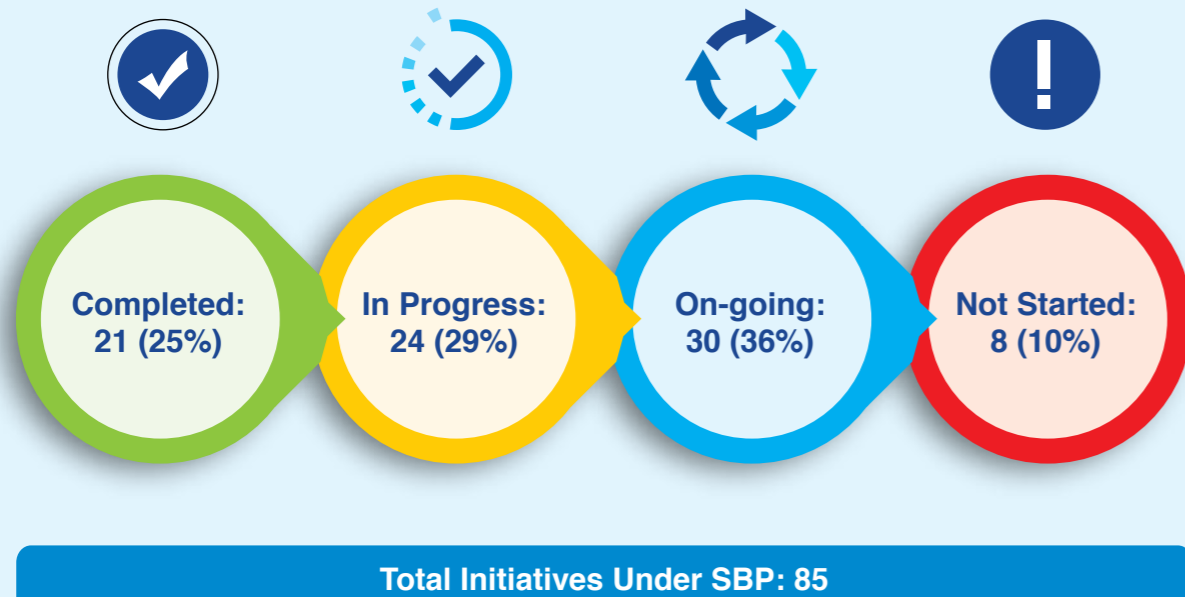 Completed:
21 (25%)
In Progress:
24 (29%)
On-going:
30 (36%)
Not Started:
8 (10%)
Total Initiatives Under SBP: 85